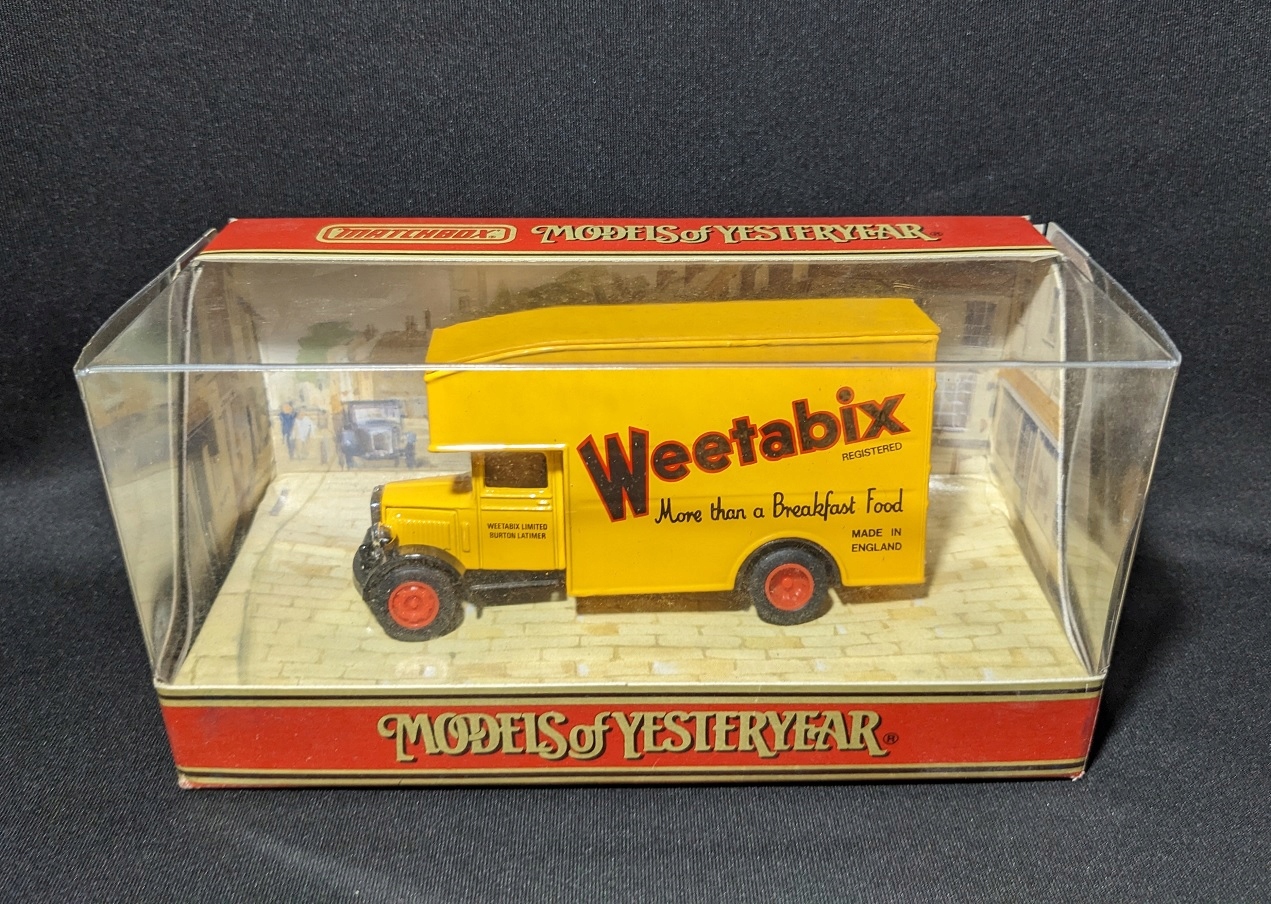 MATCHBOX MODELS of YESTERYEAR®
Weetabix
REGISTERED
More than a Breakfast Food
MADE IN
ENGLAND
WEETABIX LIMITED
BURTON LATIMER
MODELS of YESTERYEAR®